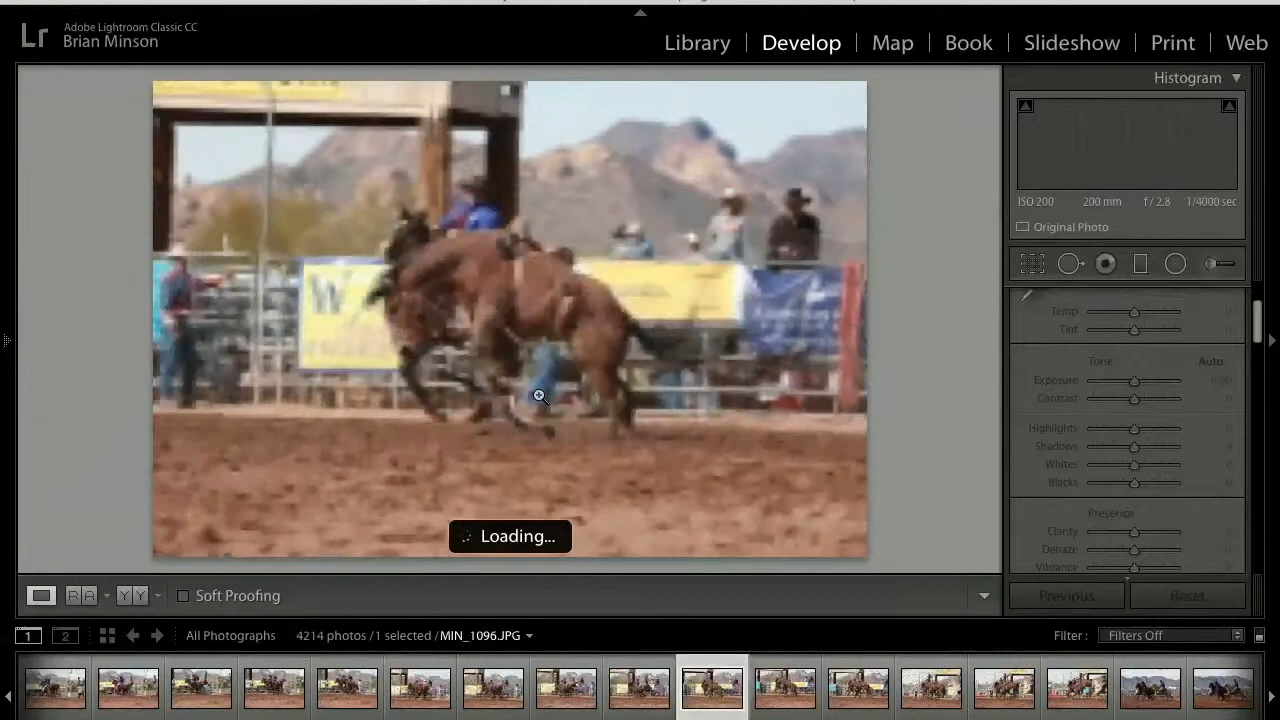 Lr
Adobe Lightroom Classic CC
Brian Minson
Library
Develop
Map
Book
Slideshow
Print
Web
Histogram
ISO 200
200 mm
f / 2.8
1/4000 sec
Original Photo
Temp
Tint
Tone
Auto
Exposure
Contrast
Highlights
Shadows
Whites
Blacks
Presence
Clarity
Dehaze
Vibrance
W
Loading...
Previous
Reset
R A
Y Y
Soft Proofing
1
2
All Photographs
4214 photos / 1 selected / MIN_1096.JPG
Filter :
Filters Off